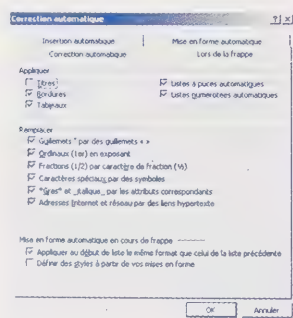 Correction automatique
Insertion automatique
Mise en forme automatique
Correction automatique
Lors de la frappe
Appliquer
Titres
Bordures
Tableaux
Listes à puces automatiques
Listes numérotées automatiques
Remplacer
Guillemets " par des guillemets « »
Ordinaux (1er) en exposant
Fractions (1/2) par caractère de fraction (½)
Caractères spéciaux par des symboles
*Gras* et _italique_ par les attributs correspondants
Adresses Internet et réseau par des liens hypertexte
Mise en forme automatique en cours de frappe
Appliquer au début de liste le même format que celui de la liste précédente
Définir des styles à partir de vos mises en forme
OK
Annuler